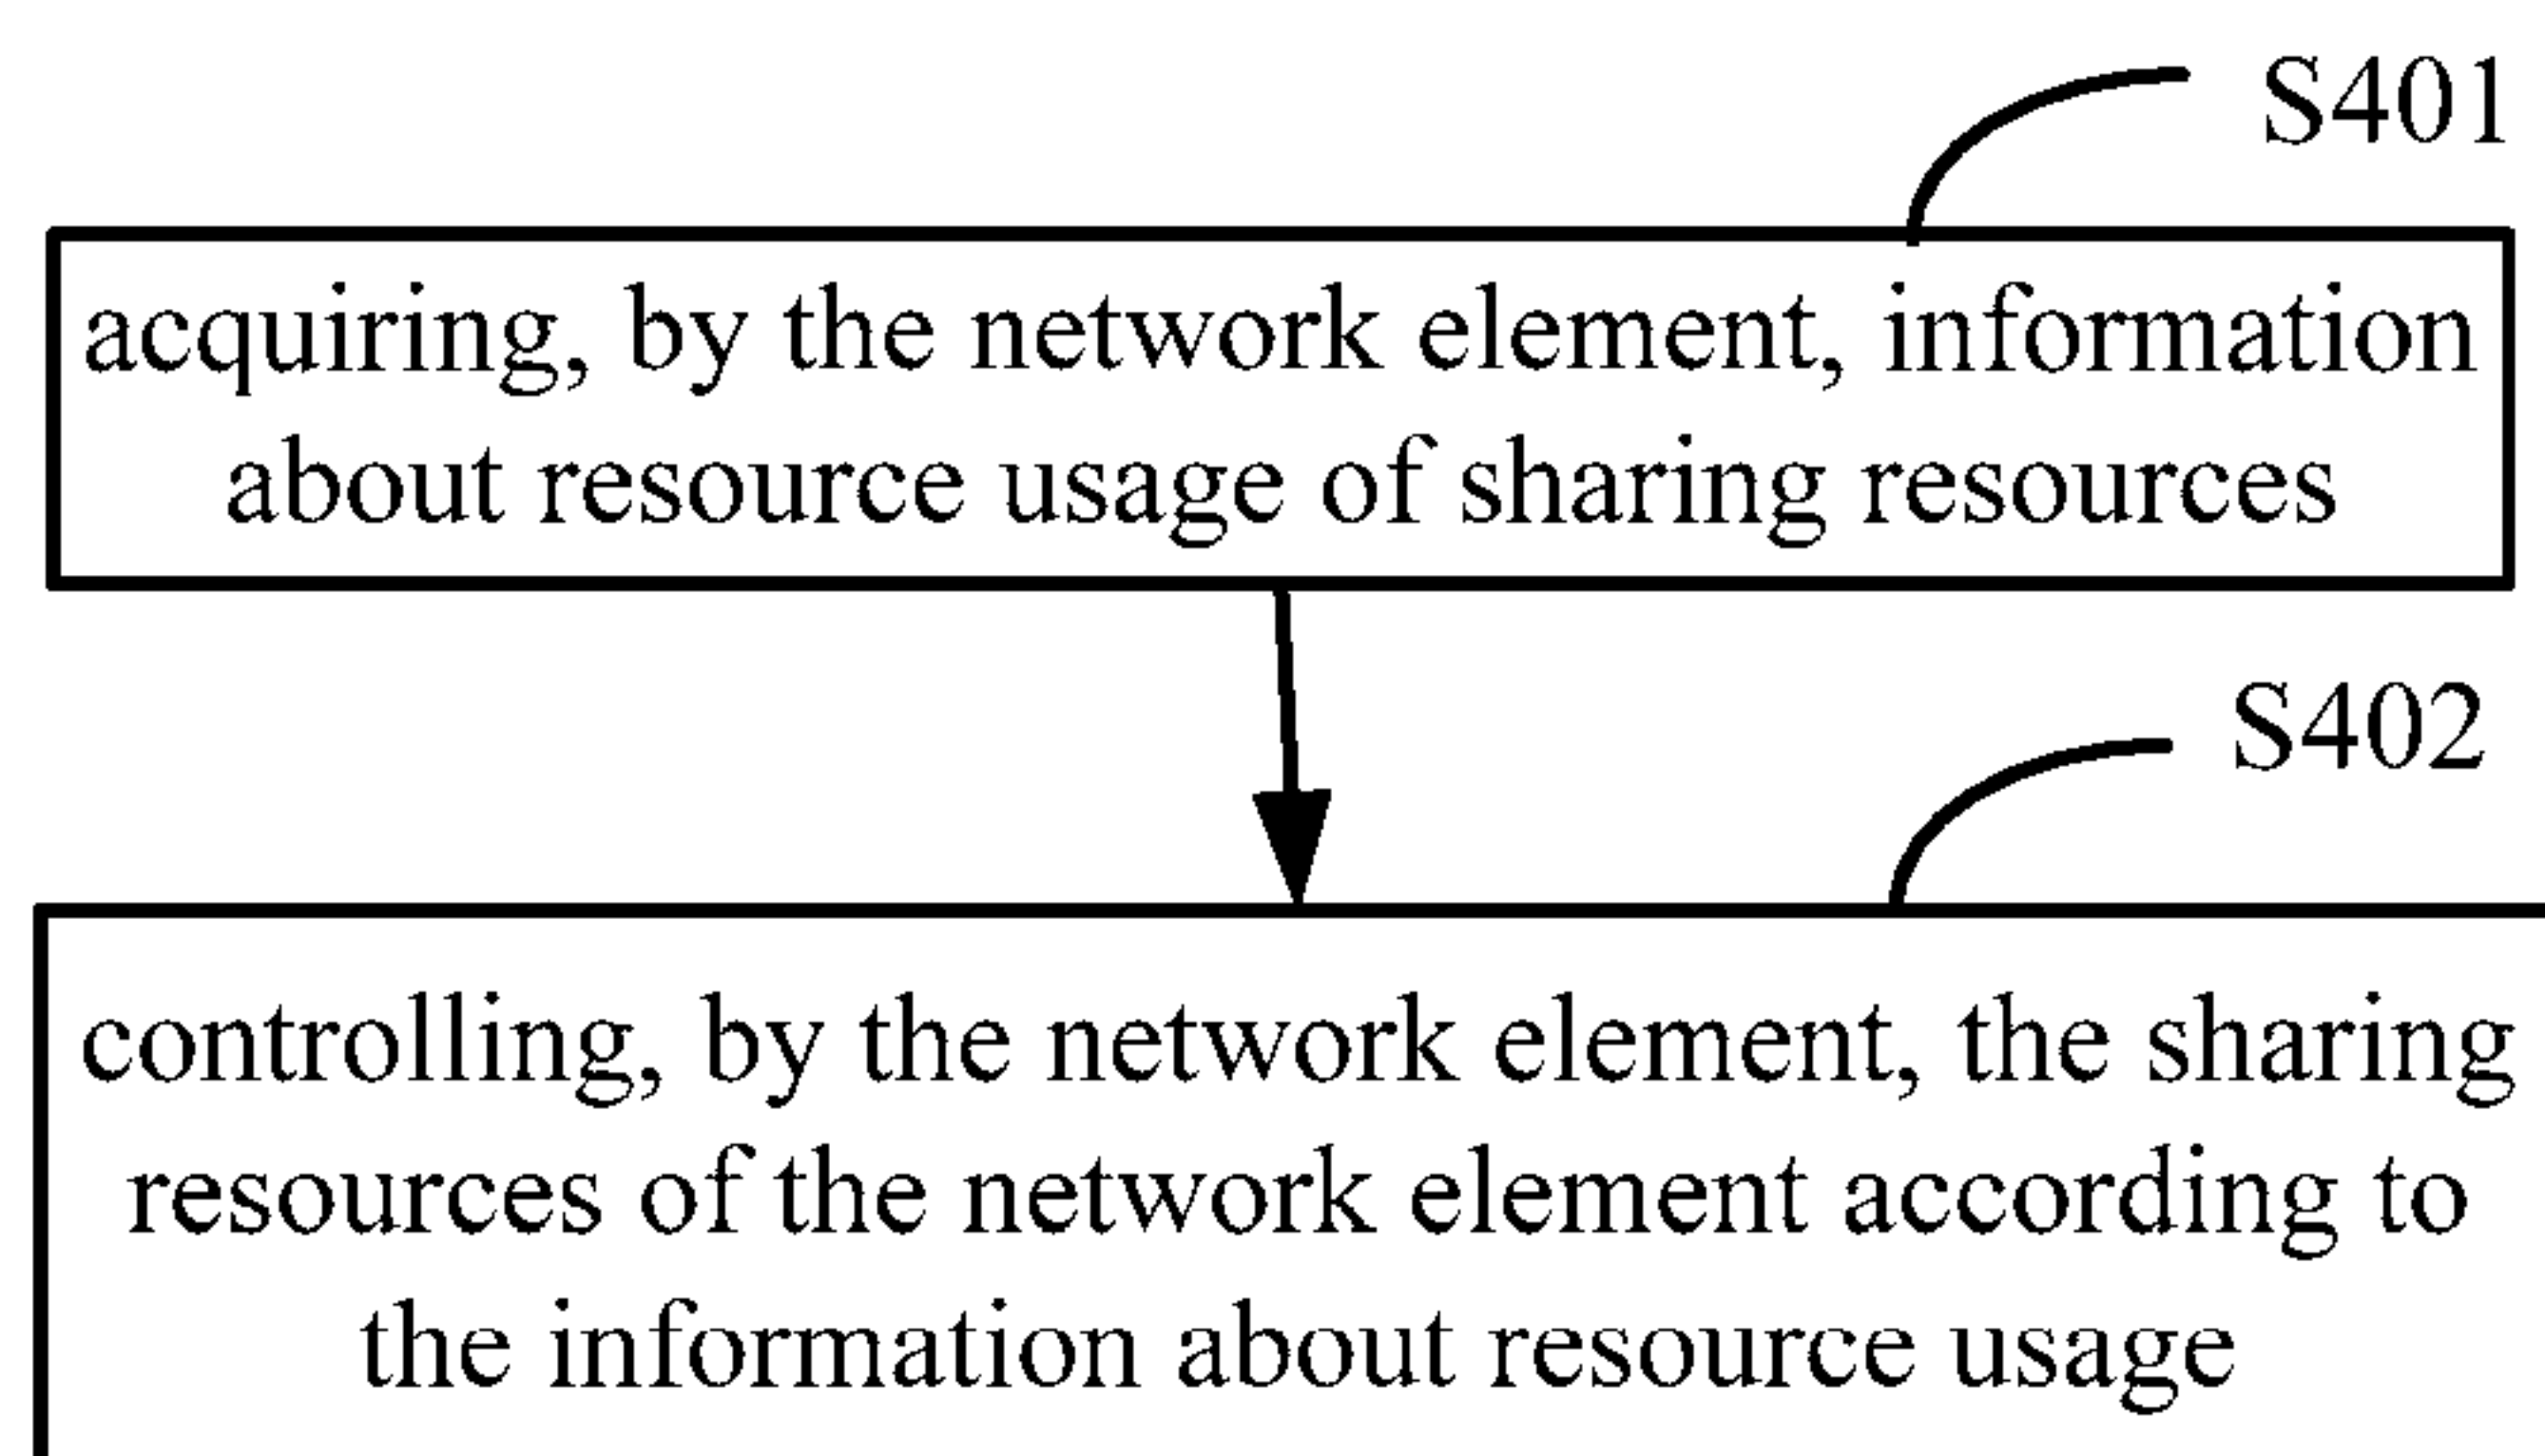 S401
acquiring, by the network element, information
about resource usage of sharing resources
S402
controlling, by the network element, the sharing
resources of the network element according to
the information about resource usage